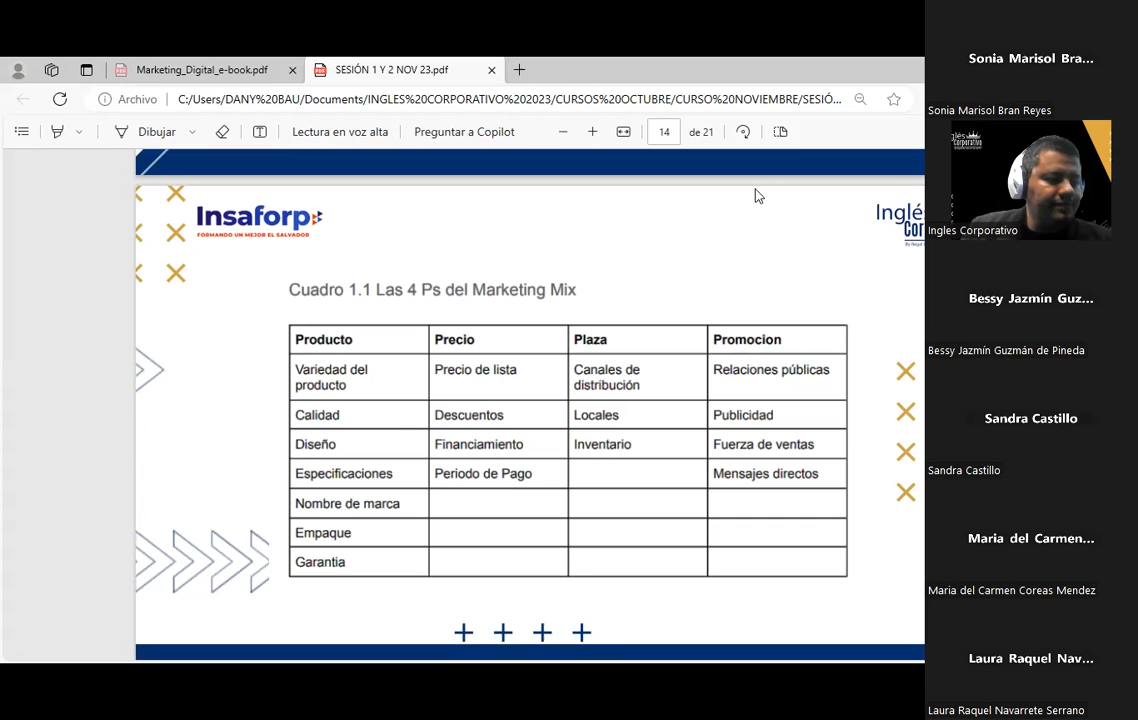 Marketing_Digital_e-book.pdf
SESIÓN 1 Y 2 NOV 23.pdf
Archivo
C:/Users/DANY%20BAU/Documents/INGLES%20CORPORATIVO%202023/CURSOS%20OCTUBRE/CURSO%20NOVIEMBRE/SESIÓ...
Dibujar
Lectura en voz alta
Preguntar a Copilot
14
de 21
Insaforp
FORMANDO UN MEJOR EL SALVADOR
Inglés
Cor
Cuadro 1.1 Las 4 Ps del Marketing Mix
Producto Precio Plaza Promocion
Variedad del producto Precio de lista Canales de distribución Relaciones públicas
Calidad Descuentos Locales Publicidad
Diseño Financiamiento Inventario Fuerza de ventas
Especificaciones Periodo de Pago Mensajes directos
Nombre de marca
Empaque
Garantia
Sonia Marisol Bra...
Sonia Marisol Bran Reyes
Ingles Corporativo
Bessy Jazmín Guz...
Bessy Jazmín Guzmán de Pineda
Sandra Castillo
Sandra Castillo
Maria del Carmen...
Maria del Carmen Coreas Mendez
Laura Raquel Nav...
Laura Raquel Navarrete Serrano